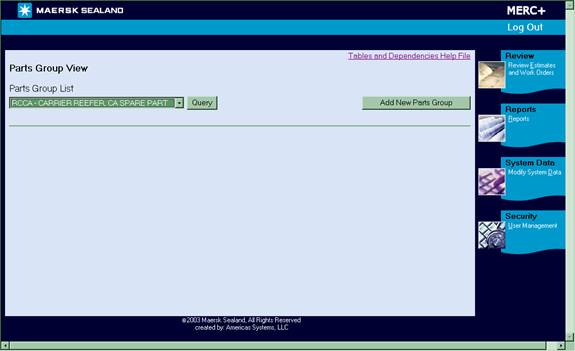 MAERSK SEALAND
MERC+
Log Out
Tables and Dependencies Help File
Parts Group View
Parts Group List
RCCA - CARRIER REEFER, CA SPARE PART
Query
Add New Parts Group
Review
Review Estimates
and Work Orders
Reports
Reports
System Data
Modify System Data
Security
User Management
©2003 Maersk Sealand, All Rights Reserved
created by: Americas Systems, LLC